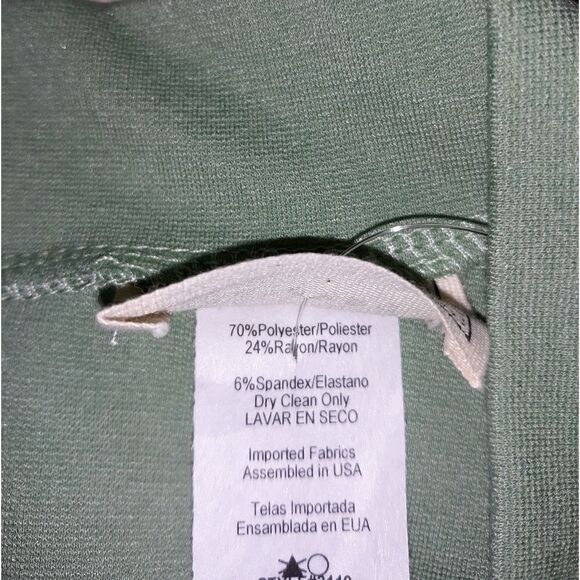 70%Polyester/Poliester
24%Rayon/Rayon
6%Spandex/Elastano
Dry Clean Only
LAVAR EN SECO
Imported Fabrics
Assembled in USA
Telas Importada
Ensamblada en EUA